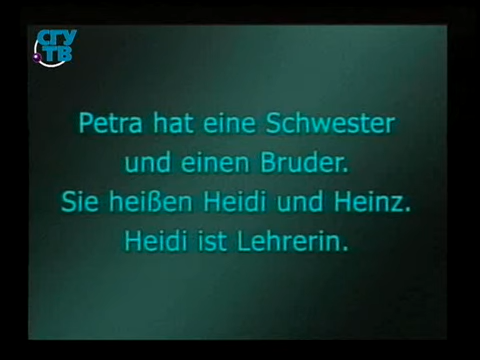 СГУ
ТВ
Petra hat eine Schwester
und einen Bruder.
Sie heißen Heidi und Heinz.
Heidi ist Lehrerin.